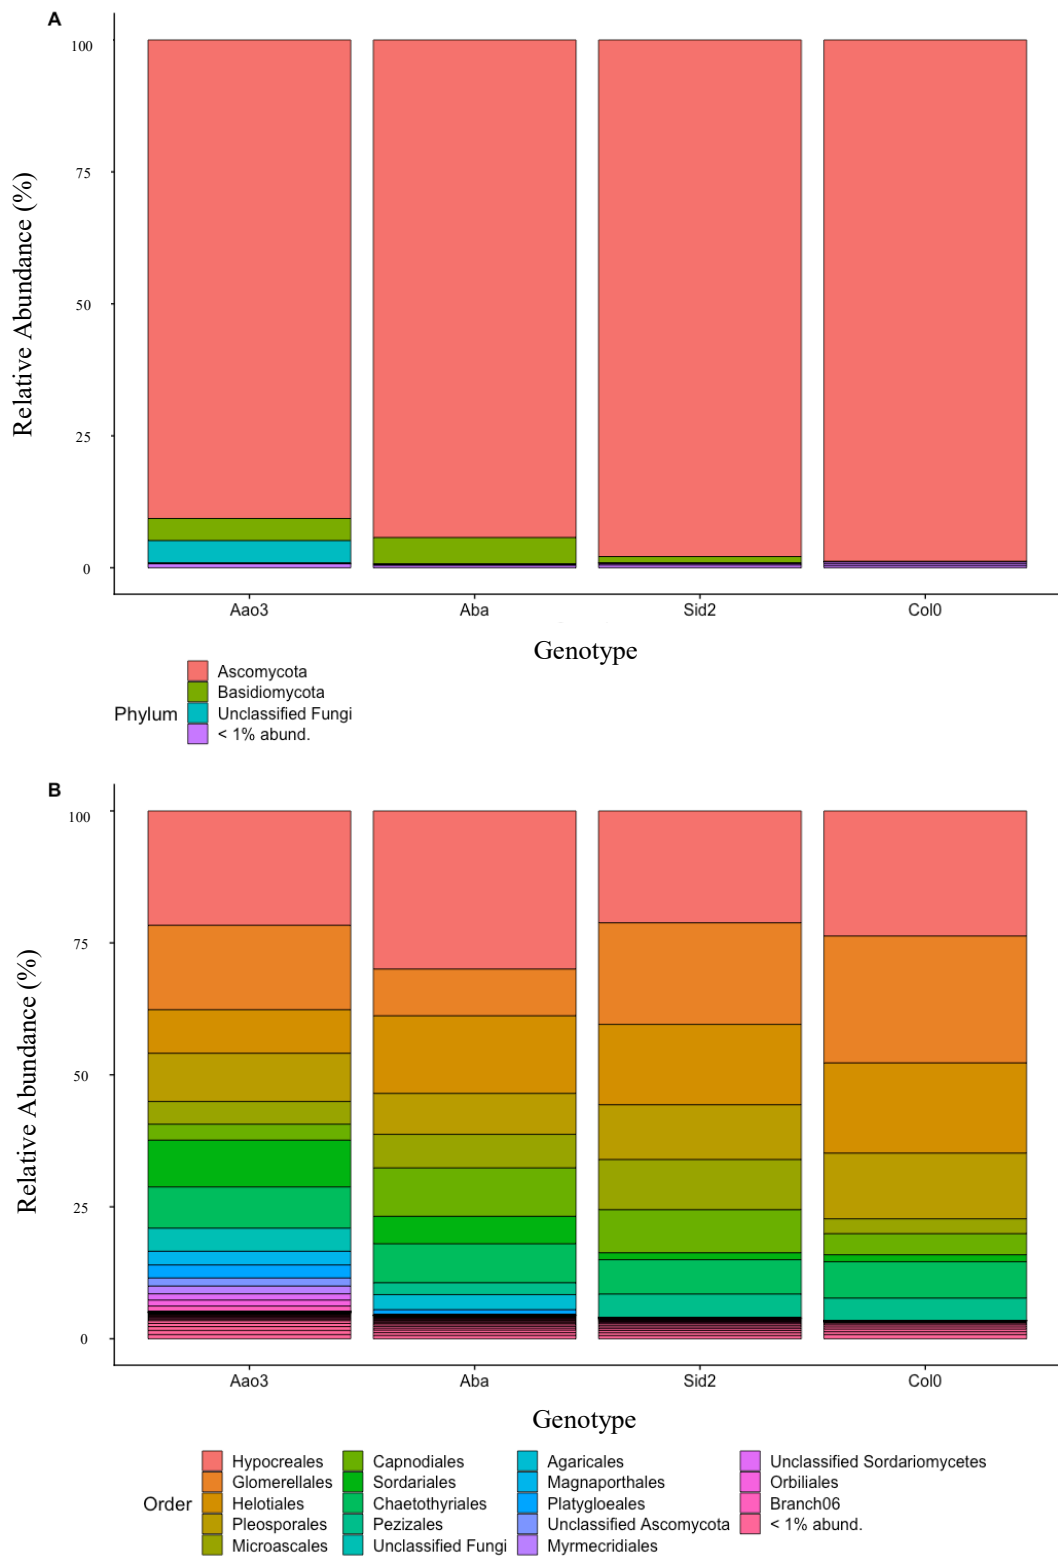 A
100
75
50
25
0
Relative Abundance (%)
Aao3 Aba Sid2 Col0
Genotype
Phylum
Ascomycota
Basidiomycota
Unclassified Fungi
< 1% abund.
B
100
75
50
25
0
Relative Abundance (%)
Aao3 Aba Sid2 Col0
Genotype
Order
Hypocreales
Glomerellales
Helotiales
Pleosporales
Microascales
Capnodiales
Sordariales
Chaetothyriales
Pezizales
Unclassified Fungi
Agaricales
Magnaporthales
Platygloeales
Unclassified Ascomycota
Myrmecridiales
Unclassified Sordariomycetes
Orbiliales
Branch06
< 1% abund.